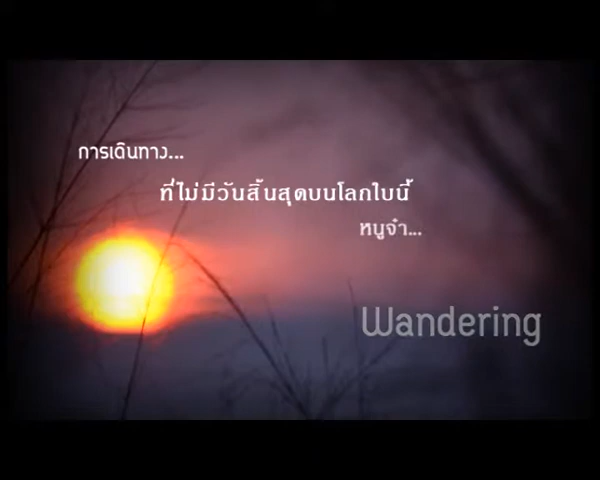 การเดินทาง...
ที่ไม่มีวันสิ้นสุดบนโลกใบนี้
หนูจ๋า...
Wandering